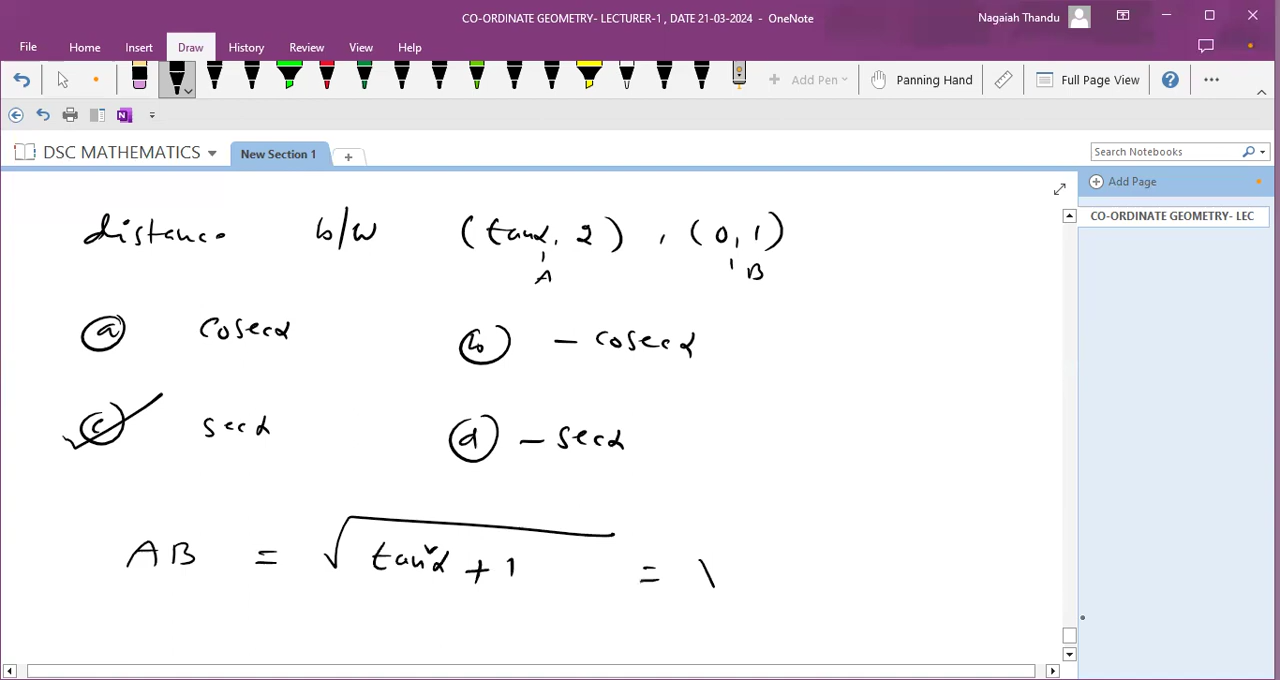 CO-ORDINATE GEOMETRY- LECTURER-1 , DATE 21-03-2024 - OneNote
Nagaiah Thandu
File Home Insert Draw History Review View Help
Add Pen
Panning Hand
Full Page View
DSC MATHEMATICS
New Section 1
Search Notebooks
Add Page
CO-ORDINATE GEOMETRY- LEC
distance b/w (tanα, 2) , (0, 1)
A B
a cosecα b - cosecα
c secα d - secα
AB = √tan²α + 1 = \